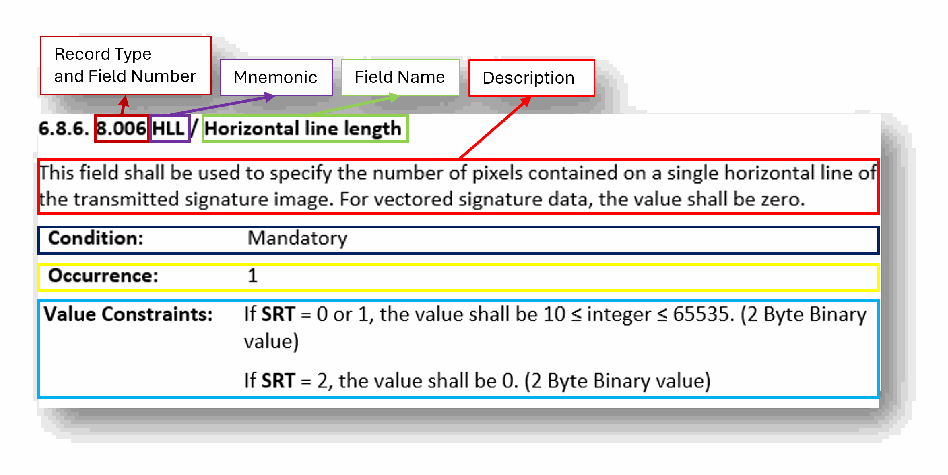 Record Type
and Field Number
Mnemonic
Field Name
Description
6.8.6. 8.006 HLL / Horizontal line length
This field shall be used to specify the number of pixels contained on a single horizontal line of
the transmitted signature image. For vectored signature data, the value shall be zero.
Condition: Mandatory
Occurrence: 1
Value Constraints: If SRT = 0 or 1, the value shall be 10 ≤ integer ≤ 65535. (2 Byte Binary
value)
If SRT = 2, the value shall be 0. (2 Byte Binary value)